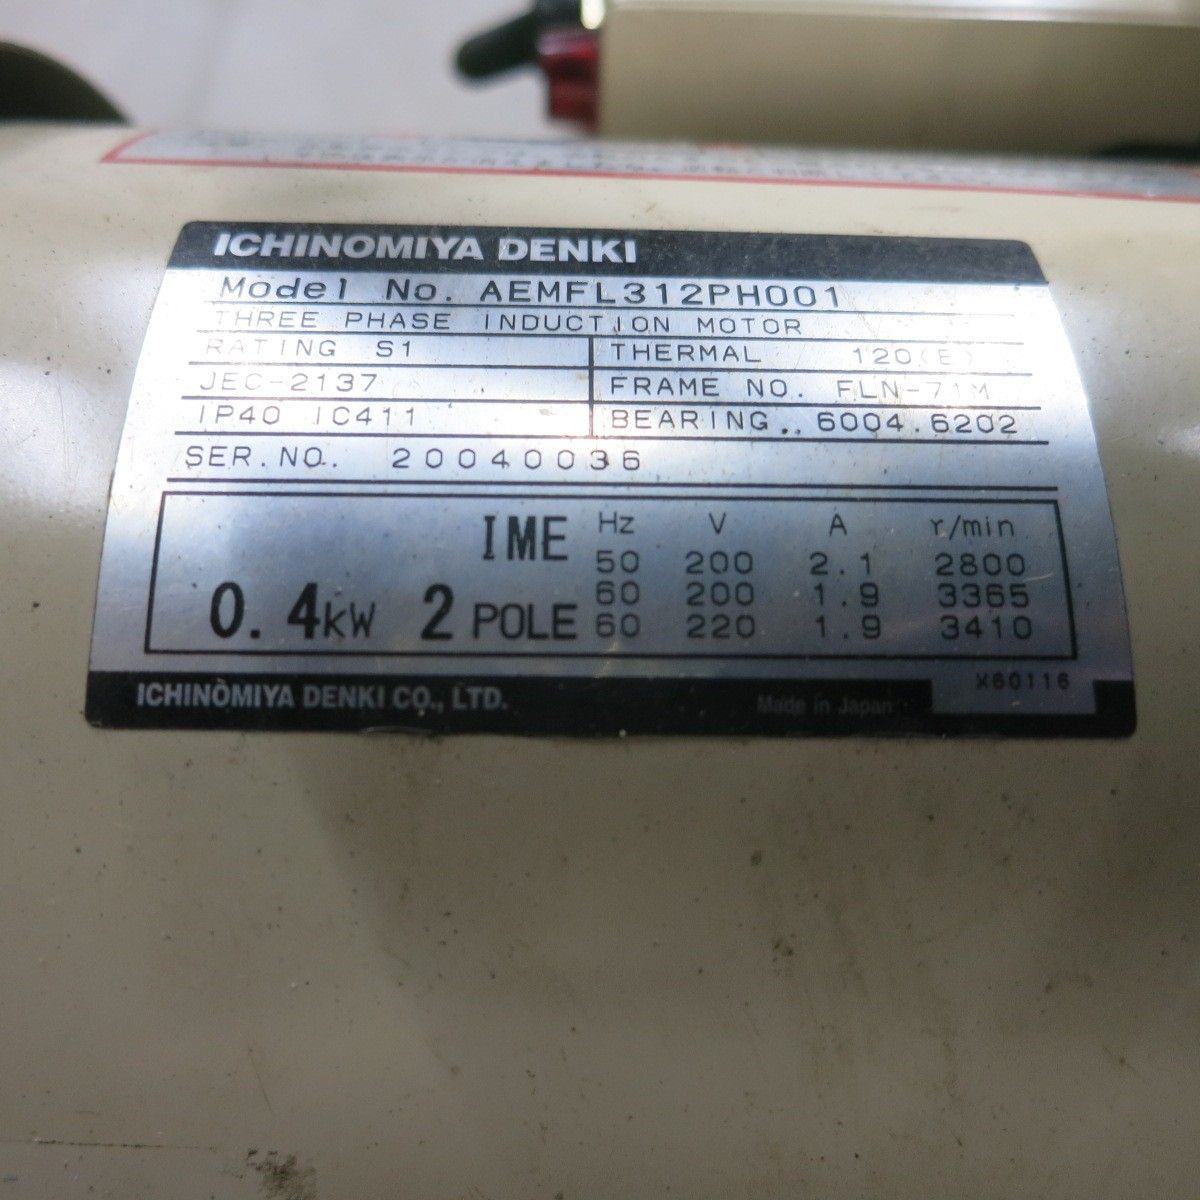 ICHINOMIYA DENKI
Model No. AEMFL312PH001
THREE PHASE INDUCTION MOTOR
RATING S1 THERMAL 120(E)
JEC-2137 FRAME NO. FLN-71M
IP40 IC411 BEARING.. 6004.6202
SER.NO. 20040036
IME Hz V A r/min
50 200 2.1 2800
0.4kW 2 POLE 60 200 1.9 3365
60 220 1.9 3410
ICHINOMIYA DENKI CO., LTD. Made in Japan X60116